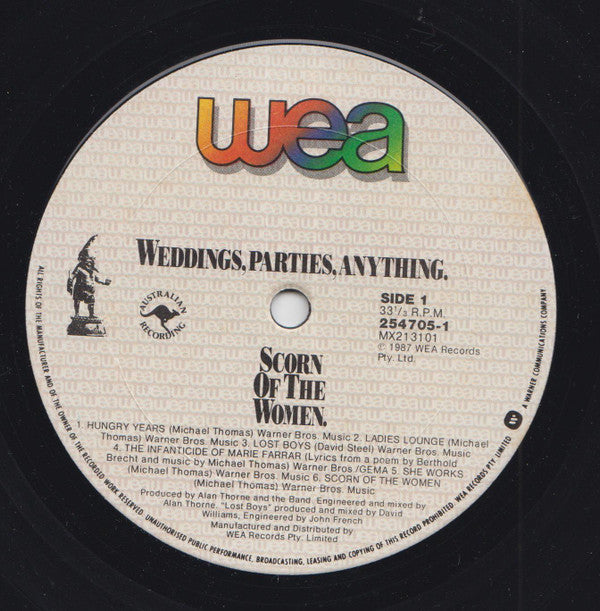 wea
WEDDINGS, PARTIES, ANYTHING.
AUSTRALIAN
RECORDING
SIDE 1
33 1/3 R.P.M.
254705-1
MX213101
℗ 1987 WEA Records
Pty. Ltd.
SCORN
OF THE
WOMEN.
1. HUNGRY YEARS (Michael Thomas) Warner Bros. Music 2. LADIES LOUNGE (Michael
Thomas) Warner Bros. Music 3. LOST BOYS (David Steel) Warner Bros. Music
4. THE INFANTICIDE OF MARIE FARRAR (Lyrics from a poem by Berthold
Brecht and music by Michael Thomas) Warner Bros./GEMA 5. SHE WORKS
(Michael Thomas) Warner Bros. Music 6. SCORN OF THE WOMEN
(Michael Thomas) Warner Bros. Music
Produced by Alan Thorne and the Band. Engineered and mixed by
Alan Thorne. "Lost Boys" produced and mixed by David
Williams, Engineered by John French
Manufactured and Distributed by
WEA Records Pty. Limited
ALL RIGHTS OF THE MANUFACTURER AND OF THE OWNER OF THE RECORDED WORK RESERVED. UNAUTHORISED PUBLIC PERFORMANCE, BROADCASTING, LEASING AND COPYING OF THIS RECORD PROHIBITED. WEA RECORDS PTY. LIMITED
A WARNER COMMUNICATIONS COMPANY